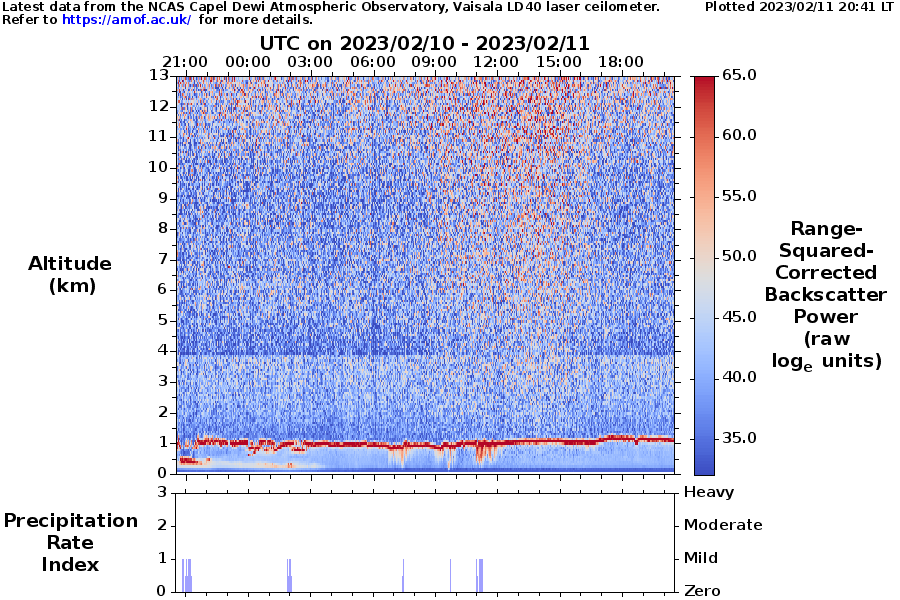 Latest data from the NCAS Capel Dewi Atmospheric Observatory, Vaisala LD40 laser ceilometer. Plotted 2023/02/11 20:41 LT
Refer to https://amof.ac.uk/ for more details.
UTC on 2023/02/10 - 2023/02/11
21:00 00:00 02:00 03:00 06:00 09:00 11:00 12:00 15:00 18:00
13
12
11
10
9
8
7
6
5
4
3
2
1
0
Altitude
(km)
65.0
60.0
55.0
50.0
45.0
40.0
35.0
Range-
Squared-
Corrected
Backscatter
Power
(raw
loge units)
3
2
1
0
Precipitation
Rate
Index
Heavy
Moderate
Mild
Zero